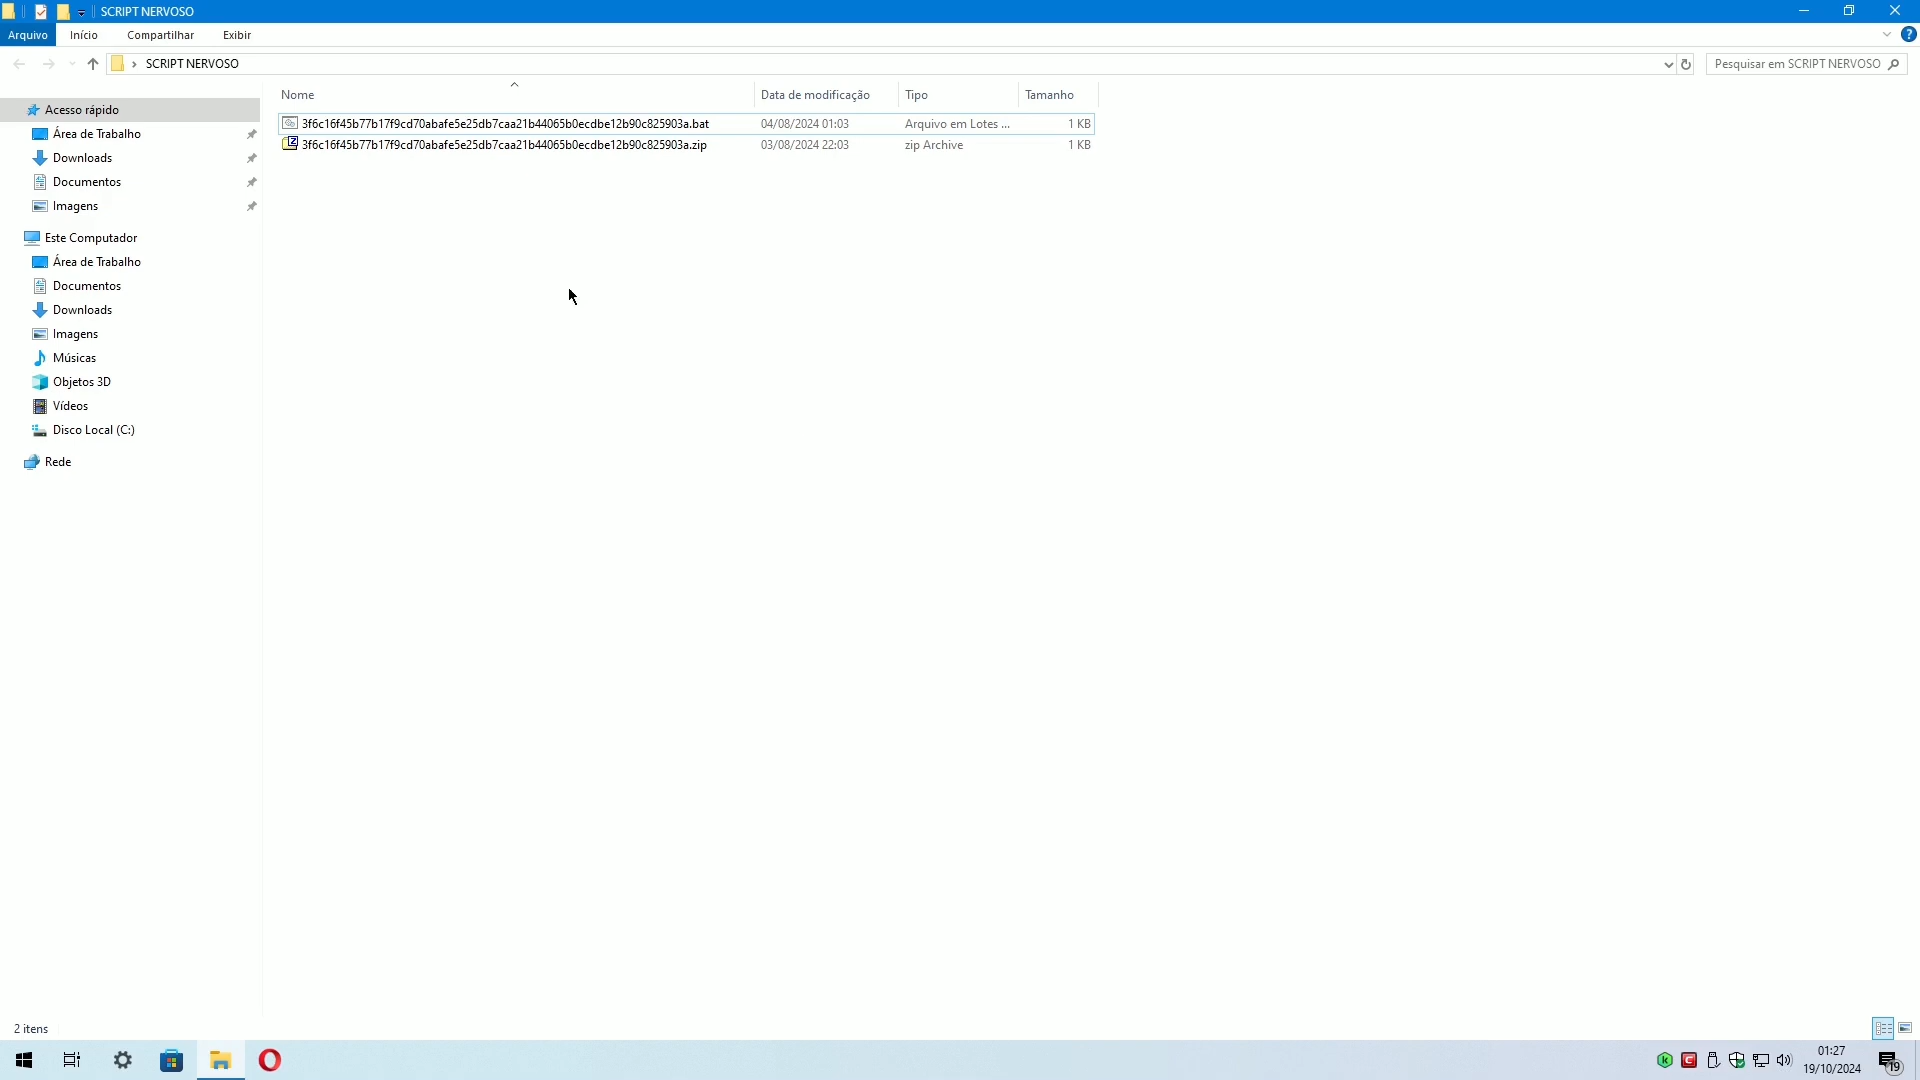 SCRIPT NERVOSO
Arquivo Início Compartilhar Exibir
SCRIPT NERVOSO
Pesquisar em SCRIPT NERVOSO
Nome Data de modificação Tipo Tamanho
3f6c16f45b77b17f9cd70abafe5e25db7caa21b44065b0ecdbe12b90c825903a.bat 04/08/2024 01:03 Arquivo em Lotes ... 1 KB
3f6c16f45b77b17f9cd70abafe5e25db7caa21b44065b0ecdbe12b90c825903a.zip 03/08/2024 22:03 zip Archive 1 KB
Acesso rápido
Área de Trabalho
Downloads
Documentos
Imagens
Este Computador
Área de Trabalho
Documentos
Downloads
Imagens
Músicas
Objetos 3D
Vídeos
Disco Local (C:)
Rede
2 itens
01:27
19/10/2024
19